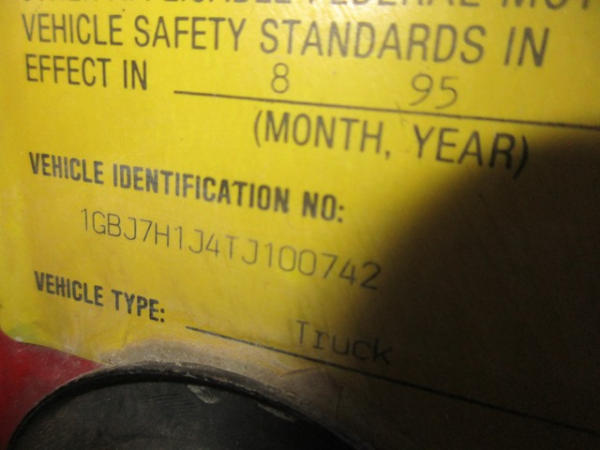 VEHICLE SAFETY STANDARDS IN
EFFECT IN 8 95
(MONTH, YEAR)
VEHICLE IDENTIFICATION NO:
1GBJ7H1J4TJ100742
VEHICLE TYPE: Truck